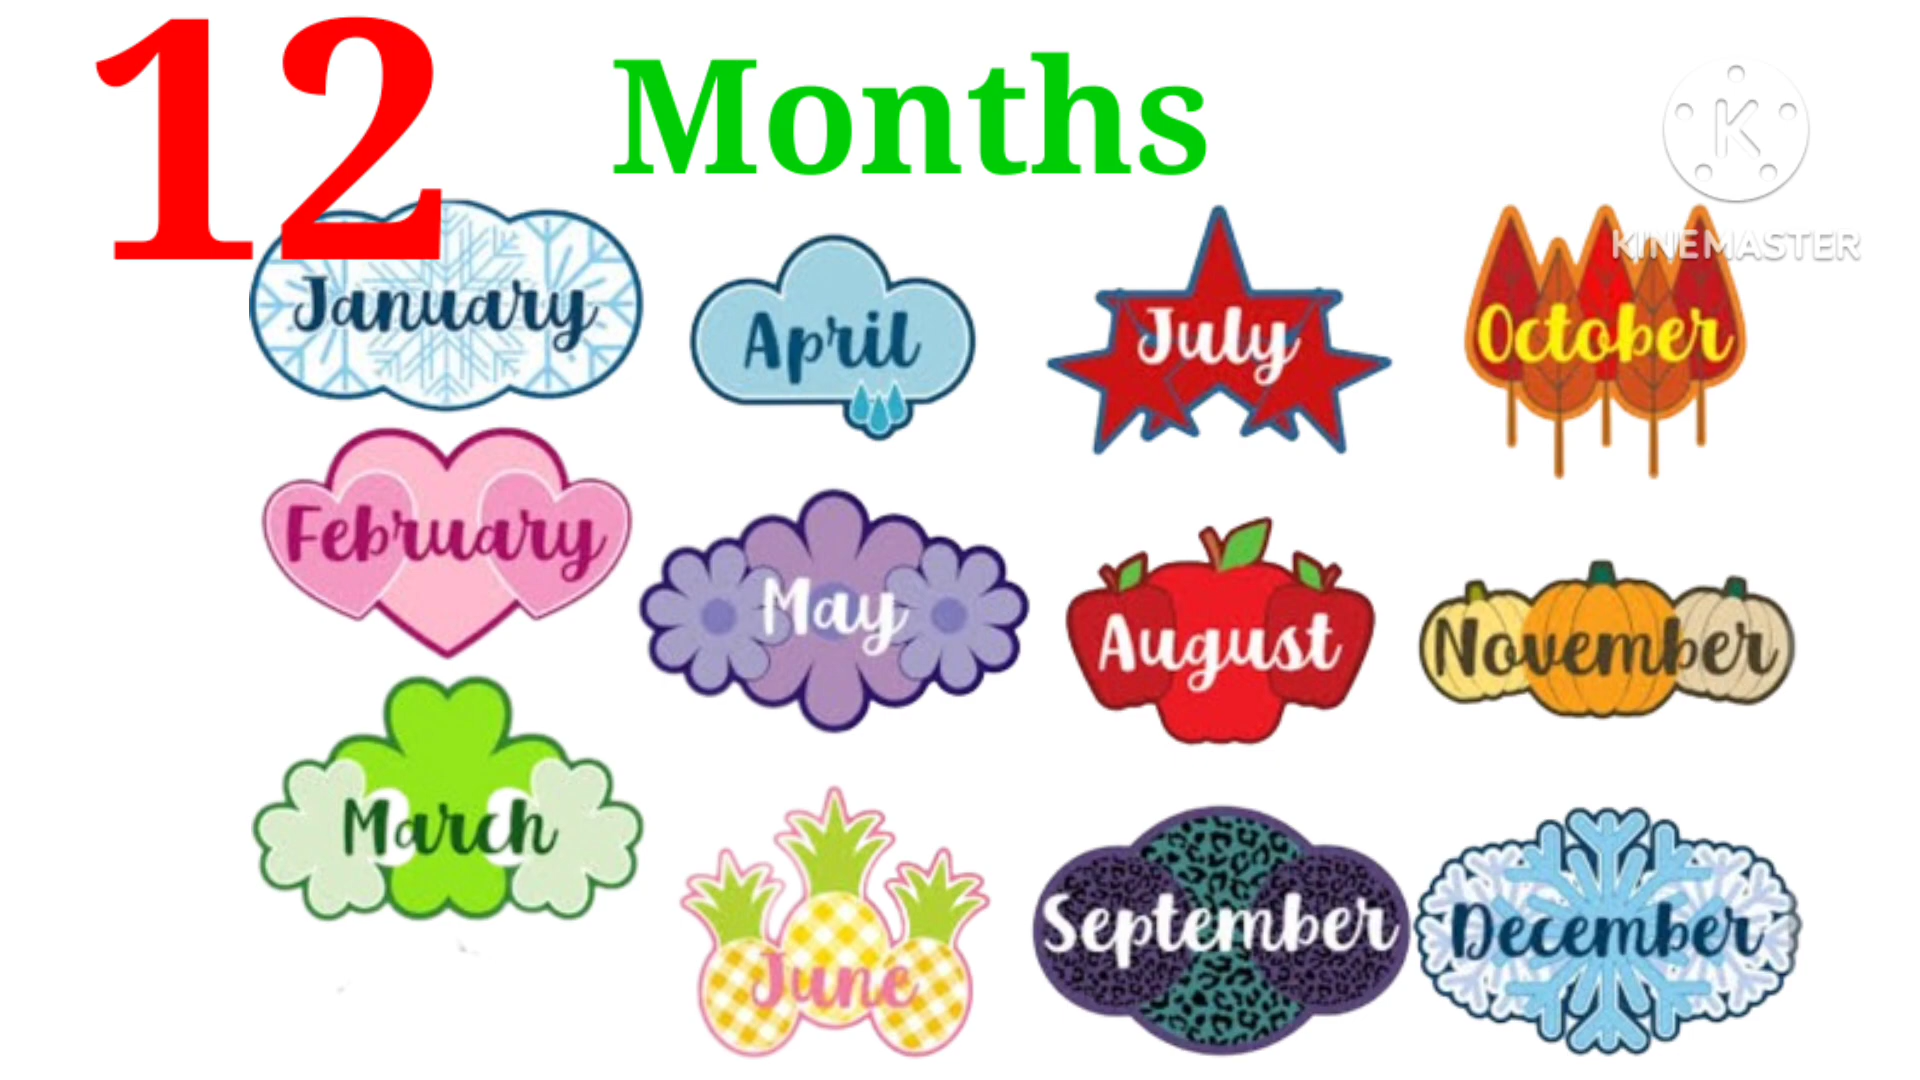 12 Months
K
KINEMASTER
January
February
March
April
May
June
July
August
September
October
November
December